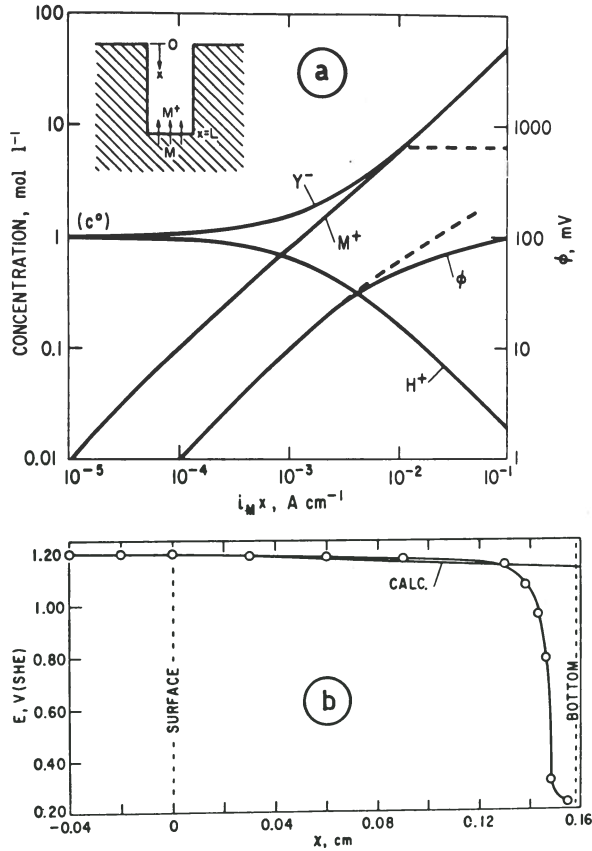 100
10
1
0.1
0.01
CONCENTRATION, mol l⁻¹
O
x
M⁺
x=L
M
a
(c°)
Y⁻
M⁺
ϕ
H⁺
1000
100
10
1
ϕ, mV
10⁻⁵ 10⁻⁴ 10⁻³ 10⁻² 10⁻¹
i_M x, A cm⁻¹
1.20
1.00
0.80
0.60
0.40
0.20
E, V(SHE)
SURFACE
CALC.
b
BOTTOM
-0.04 0 0.04 0.08 0.12 0.16
x, cm